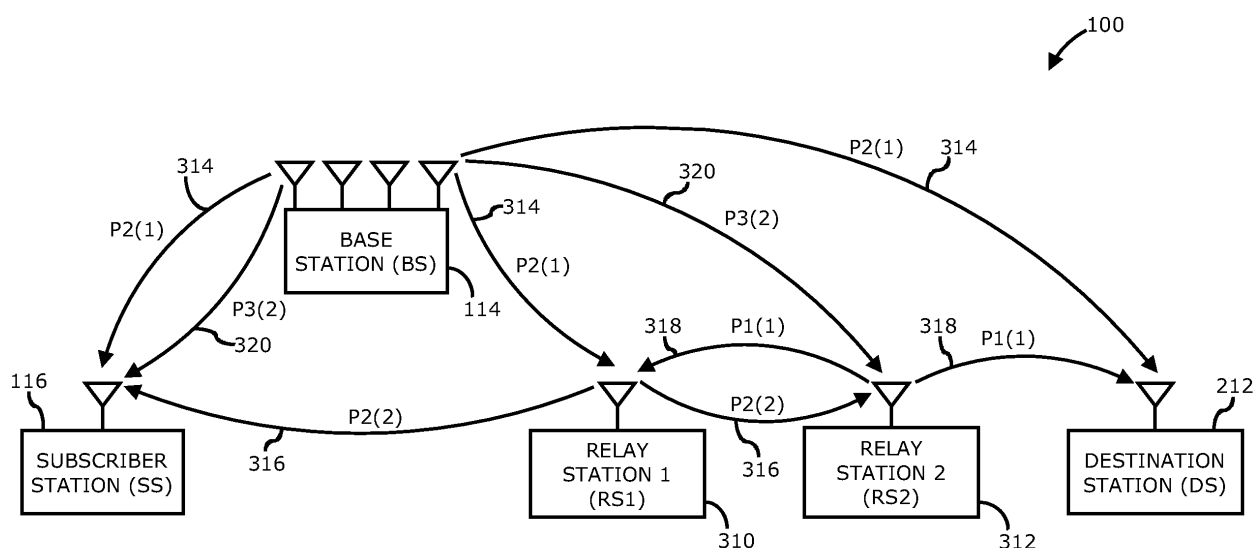 100
P2(1)
314
314
320
314
P3(2)
P2(1)
BASE
STATION (BS)
P2(1)
P3(2)
114
320
318
P1(1)
318
P1(1)
116
212
P2(2)
P2(2)
316
316
SUBSCRIBER
STATION (SS)
RELAY
STATION 1
(RS1)
RELAY
STATION 2
(RS2)
DESTINATION
STATION (DS)
310
312